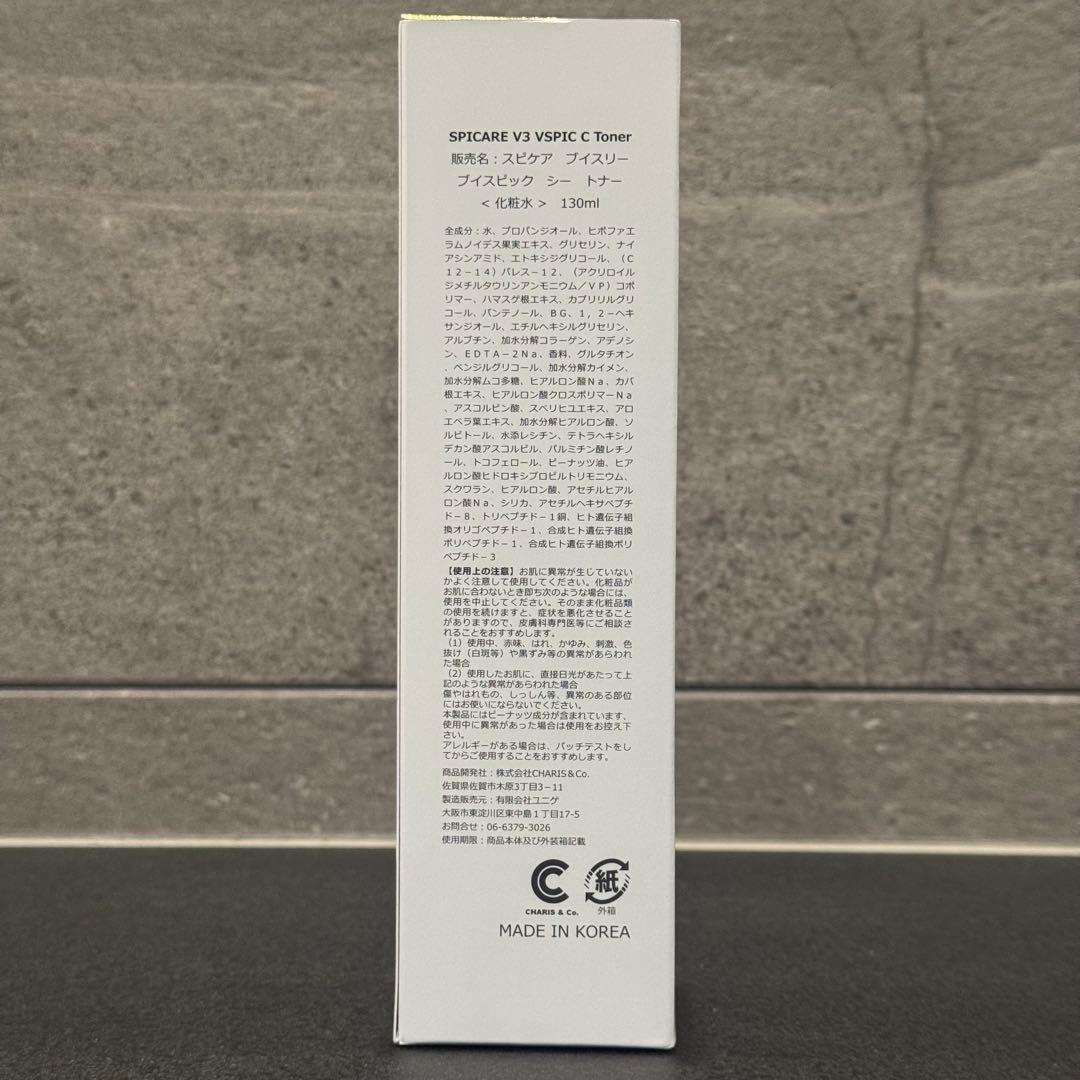 SPICARE V3 VSPIC C Toner
販売名：スピケア　ブイスリー
ブイスピック　シー　トナー
＜化粧水＞　130ml
全成分：水、プロパンジオール、ヒポファエ
ラムノイデス果実エキス、グリセリン、ナイ
アシンアミド、エトキシジグリコール、（Ｃ
１２－１４）パレス－１２、（アクリロイル
ジメチルタウリンアンモニウム／ＶＰ）コポ
リマー、ハマスゲ根エキス、カプリリルグリ
コール、パンテノール、ＢＧ、１，２－ヘキ
サンジオール、エチルヘキシルグリセリン、
アルブチン、加水分解コラーゲン、アデノシ
ン、ＥＤＴＡ－２Ｎａ、香料、グルタチオン
、ベンジルグリコール、加水分解カイメン、
加水分解ムコ多糖、ヒアルロン酸Ｎａ、カバ
根エキス、ヒアルロン酸クロスポリマーＮａ
、アスコルビン酸、スベリヒユエキス、アロ
エベラ葉エキス、加水分解ヒアルロン酸、ソ
ルビトール、水添レシチン、テトラヘキシル
デカン酸アスコルビル、パルミチン酸レチノ
ール、トコフェロール、ピーナッツ油、ヒア
ルロン酸ヒドロキシプロピルトリモニウム、
スクワラン、ヒアルロン酸、アセチルヒアル
ロン酸Ｎａ、シリカ、アセチルヘキサペプチ
ド－８、トリペプチド－１銅、ヒト遺伝子組
換オリゴペプチド－１、合成ヒト遺伝子組換
ポリペプチド－１、合成ヒト遺伝子組換ポリ
ペプチド－３
【使用上の注意】お肌に異常が生じていない
かよく注意して使用してください。化粧品が
お肌に合わないとき即ち次のような場合には、
使用を中止してください。そのまま化粧品類
の使用を続けますと、症状を悪化させること
がありますので、皮膚科専門医等にご相談さ
れることをおすすめします。
（1）使用中、赤味、はれ、かゆみ、刺激、色
抜け（白斑等）や黒ずみ等の異常があらわれ
た場合
（2）使用したお肌に、直接日光があたって上
記のような異常があらわれた場合
傷やはれもの、しっしん等、異常のある部位
にはお使いにならないでください。
本製品にはピーナッツ成分が含まれています、
使用中に異常があった場合は使用をお控え下
さい。
アレルギーがある場合は、パッチテストをし
てからご使用することをおすすめします。
商品開発社：株式会社CHARIS＆Co.
佐賀県佐賀市木原3丁目3－11
製造販売元：有限会社ユニゲ
大阪市東淀川区東中島１丁目17-5
お問合せ：06-6379-3026
使用期限：商品本体及び外装箱記載
紙
CHARIS & Co.
外箱
MADE IN KOREA